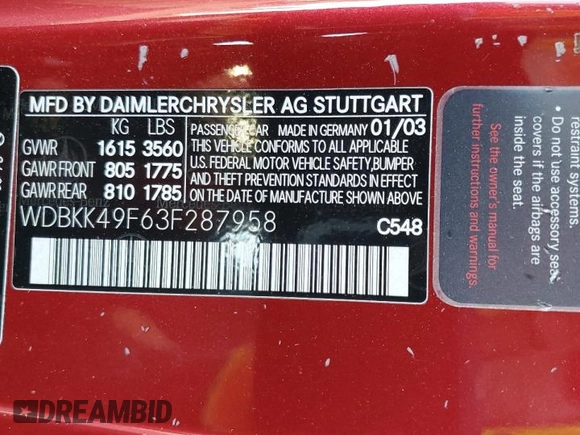 MFD BY DAIMLERCHRYSLER AG STUTTGART
KG LBS
GVWR 1615 3560
GAWR FRONT 805 1775
GAWR REAR 810 1785
PASSENGER CAR MADE IN GERMANY 01/03
THIS VEHICLE CONFORMS TO ALL APPLICABLE
U.S. FEDERAL MOTOR VEHICLE SAFETY, BUMPER
AND THEFT PREVENTION STANDARDS IN EFFECT
ON THE DATE OF MANUFACTURE SHOWN ABOVE.
WDBKK49F63F287958
C548
restraint.
• Do not use accessory seat
covers if the airbags are
inside the seat.
See the owner's manual for
further instructions and warnings.
DREAMBID